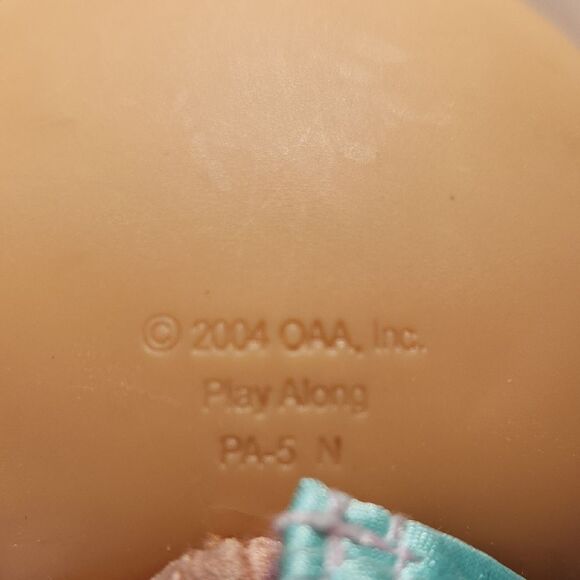 © 2004 OAA, Inc.
Play Along
PA-5 N